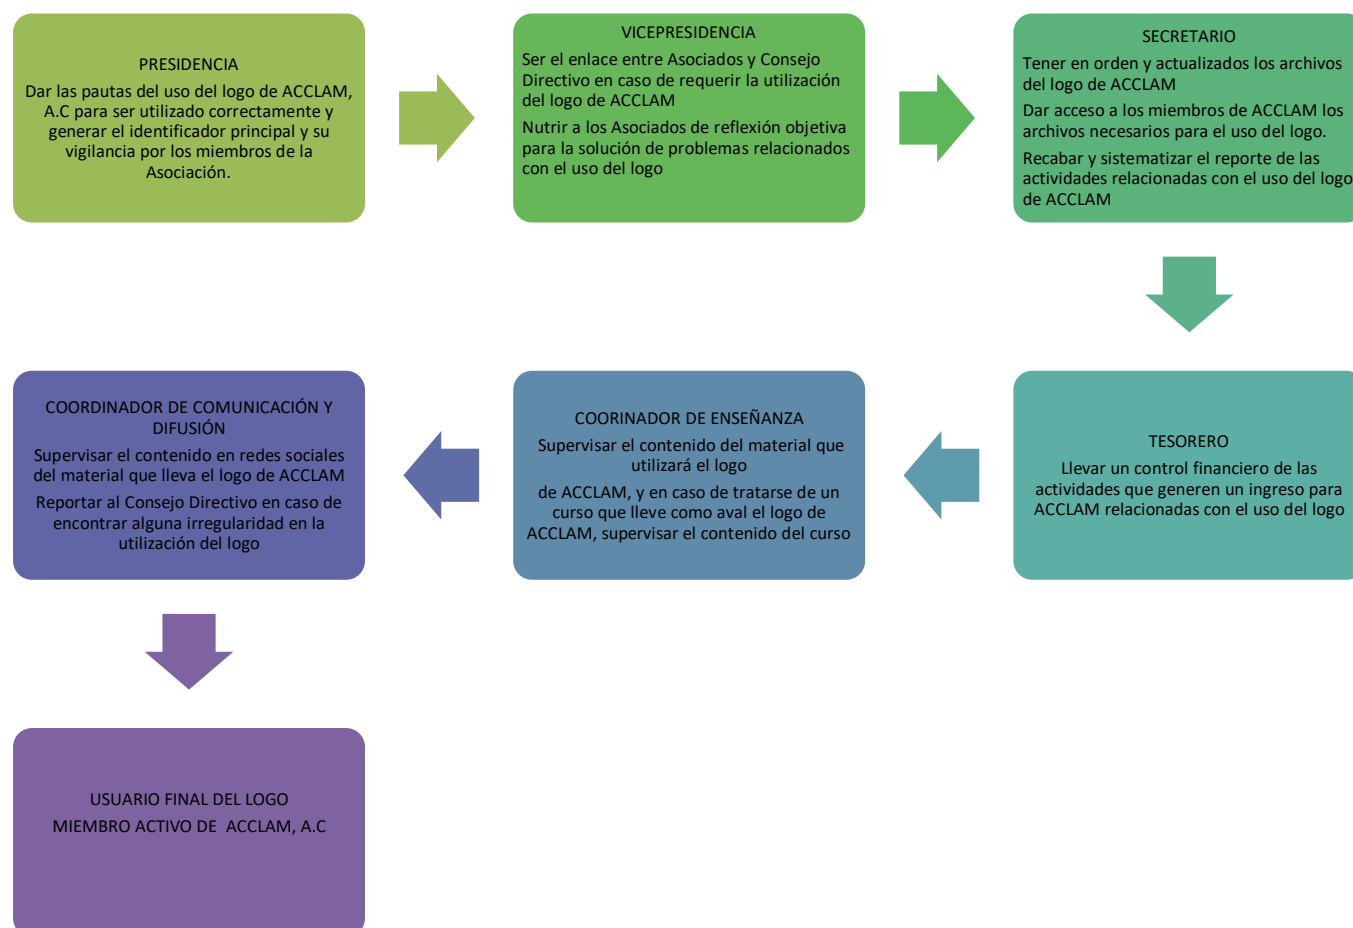 PRESIDENCIA
Dar las pautas del uso del logo de ACCLAM,
A.C para ser utilizado correctamente y
generar el identificador principal y su
vigilancia por los miembros de la
Asociación.
VICEPRESIDENCIA
Ser el enlace entre Asociados y Consejo
Directivo en caso de requerir la utilización
del logo de ACCLAM
Nutrir a los Asociados de reflexión objetiva
para la solución de problemas relacionados
con el uso del logo
SECRETARIO
Tener en orden y actualizados los archivos
del logo de ACCLAM
Dar acceso a los miembros de ACCLAM los
archivos necesarios para el uso del logo.
Recabar y sistematizar el reporte de las
actividades relacionadas con el uso del logo
de ACCLAM
TESORERO
Llevar un control financiero de las
actividades que generen un ingreso para
ACCLAM relacionadas con el uso del logo
COORINADOR DE ENSEÑANZA
Supervisar el contenido del material que
utilizará el logo
de ACCLAM, y en caso de tratarse de un
curso que lleve como aval el logo de
ACCLAM, supervisar el contenido del curso
COORDINADOR DE COMUNICACIÓN Y
DIFUSIÓN
Supervisar el contenido en redes sociales
del material que lleva el logo de ACCLAM
Reportar al Consejo Directivo en caso de
encontrar alguna irregularidad en la
utilización del logo
USUARIO FINAL DEL LOGO
MIEMBRO ACTIVO DE  ACCLAM, A.C